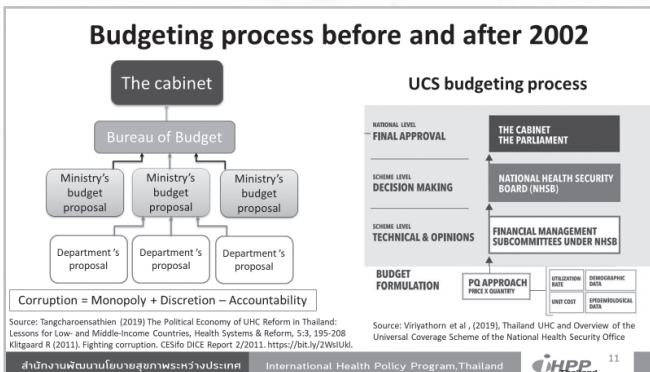 Budgeting process before and after 2002
The cabinet
Bureau of Budget
Ministry's
budget
proposal
Ministry's
budget
proposal
Ministry's
budget
proposal
Department's
proposal
Department's
proposal
Department's
proposal
Corruption = Monopoly + Discretion – Accountability
Source: Tangcharoensathien (2019) The Political Economy of UHC Reform in Thailand:
Lessons for Low- and Middle-Income Countries, Health Systems & Reform, 5:3, 195-208
Klitgaard R (2011). Fighting corruption. CESifo DICE Report 2/2011. https://bit.ly/2WsIUkl.
UCS budgeting process
NATIONAL LEVEL
FINAL APPROVAL
THE CABINET
THE PARLIAMENT
SCHEME LEVEL
DECISION MAKING
NATIONAL HEALTH SECURITY
BOARD (NHSB)
SCHEME LEVEL
TECHNICAL & OPINIONS
FINANCIAL MANAGEMENT
SUBCOMMITTEES UNDER NHSB
BUDGET
FORMULATION
PQ APPROACH
PRICE X QUANTITY
UTILIZATION
RATE
DEMOGRAPHIC
DATA
UNIT COST
EPIDEMIOLOGICAL
DATA
Source: Viriyathorn et al , (2019), Thailand UHC and Overview of the
Universal Coverage Scheme of the National Health Security Office
สำนักงานพัฒนานโยบายสุขภาพระหว่างประเทศ
International Health Policy Program,Thailand
iHPP
Thailand
11